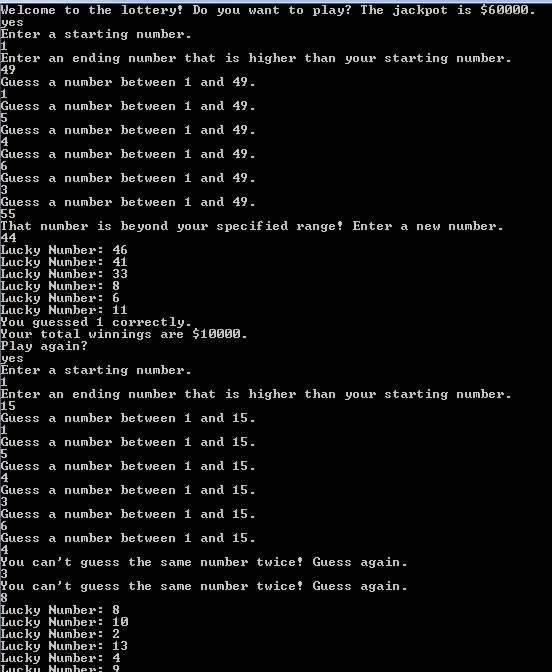 Welcome to the lottery! Do you want to play? The jackpot is $60000.
yes
Enter a starting number.
1
Enter an ending number that is higher than your starting number.
49
Guess a number between 1 and 49.
1
Guess a number between 1 and 49.
5
Guess a number between 1 and 49.
4
Guess a number between 1 and 49.
6
Guess a number between 1 and 49.
3
Guess a number between 1 and 49.
55
That number is beyond your specified range! Enter a new number.
44
Lucky Number: 46
Lucky Number: 41
Lucky Number: 33
Lucky Number: 8
Lucky Number: 6
Lucky Number: 11
You guessed 1 correctly.
Your total winnings are $10000.
Play again?
yes
Enter a starting number.
1
Enter an ending number that is higher than your starting number.
15
Guess a number between 1 and 15.
1
Guess a number between 1 and 15.
5
Guess a number between 1 and 15.
4
Guess a number between 1 and 15.
3
Guess a number between 1 and 15.
6
Guess a number between 1 and 15.
4
You can't guess the same number twice! Guess again.
3
You can't guess the same number twice! Guess again.
8
Lucky Number: 8
Lucky Number: 10
Lucky Number: 2
Lucky Number: 13
Lucky Number: 4
Lucky Number: 9